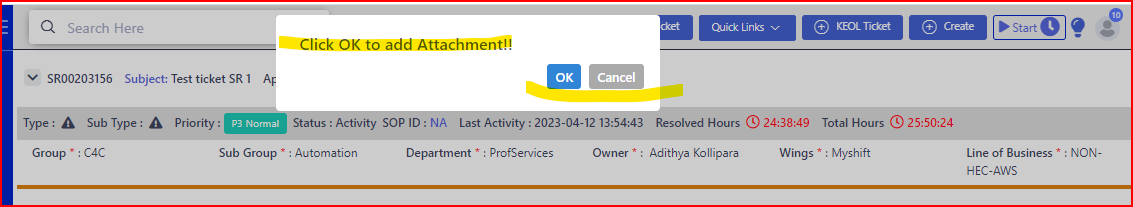 10
Search Here
cket
Quick Links
KEOL Ticket
Create
Start
Click OK to add Attachment!!
OK
Cancel
SR00203156 Subject: Test ticket SR 1 Ap
Type : Sub Type : Priority : P3 Normal Status : Activity SOP ID : NA Last Activity : 2023-04-12 13:54:43 Resolved Hours 24:38:49 Total Hours 25:50:24
Group * : C4C Sub Group * : Automation Department * : ProfServices Owner * : Adithya Kollipara Wings * : Myshift Line of Business * : NON-
HEC-AWS